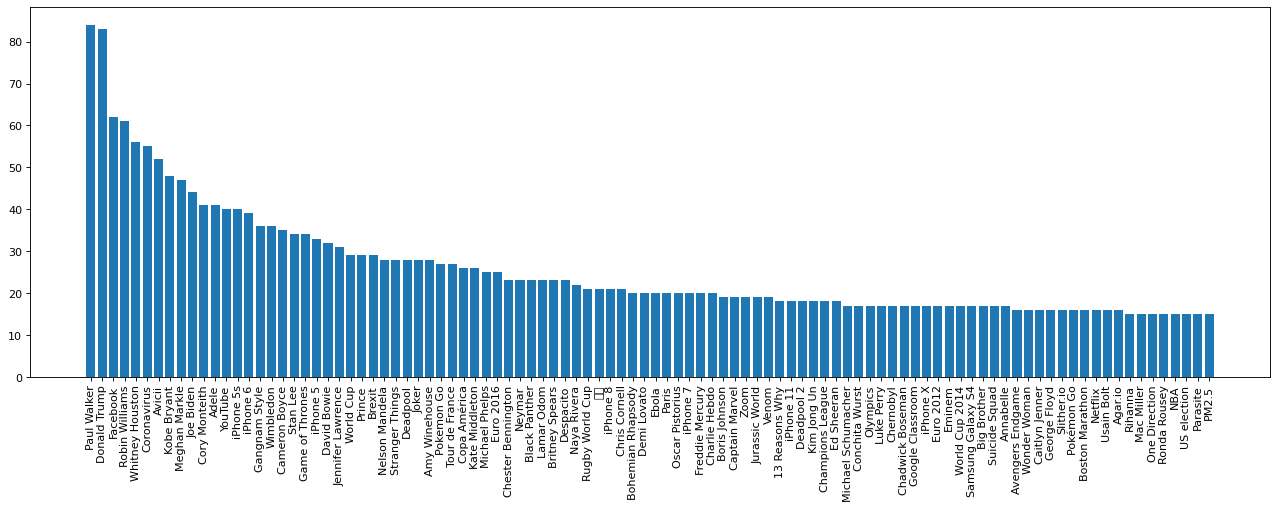 80
70
60
50
40
30
20
10
0
Paul Walker
Donald Trump
Facebook
Robin Williams
Whitney Houston
Coronavirus
Avicii
Kobe Bryant
Meghan Markle
Joe Biden
Cory Monteith
Adele
YouTube
iPhone 5s
iPhone 6
Gangnam Style
Wimbledon
Cameron Boyce
Stan Lee
Game of Thrones
iPhone 5
David Bowie
Jennifer Lawrence
World Cup
Prince
Brexit
Nelson Mandela
Stranger Things
Deadpool
Joker
Amy Winehouse
Pokemon Go
Tour de France
Copa América
Kate Middleton
Michael Phelps
Euro 2016
Chester Bennington
Neymar
Black Panther
Lamar Odom
Britney Spears
Despacito
Naya Rivera
Rugby World Cup
iPhone 8
Chris Cornell
Bohemian Rhapsody
Demi Lovato
Ebola
Paris
Oscar Pistorius
iPhone 7
Freddie Mercury
Charlie Hebdo
Boris Johnson
Captain Marvel
Zoom
Jurassic World
Venom
13 Reasons Why
iPhone 11
Deadpool 2
Kim Jong Un
Champions League
Ed Sheeran
Michael Schumacher
Conchita Wurst
Olympics
Luke Perry
Chernobyl
Chadwick Boseman
Google Classroom
iPhone X
Euro 2012
Eminem
World Cup 2014
Samsung Galaxy S4
Big Brother
Suicide Squad
Annabelle
Avengers Endgame
Wonder Woman
Caitlyn Jenner
George Floyd
Slither.io
Pokémon Go
Boston Marathon
Netflix
Usain Bolt
Agar.io
Rihanna
Mac Miller
One Direction
Ronda Rousey
NBA
US election
Parasite
PM2.5